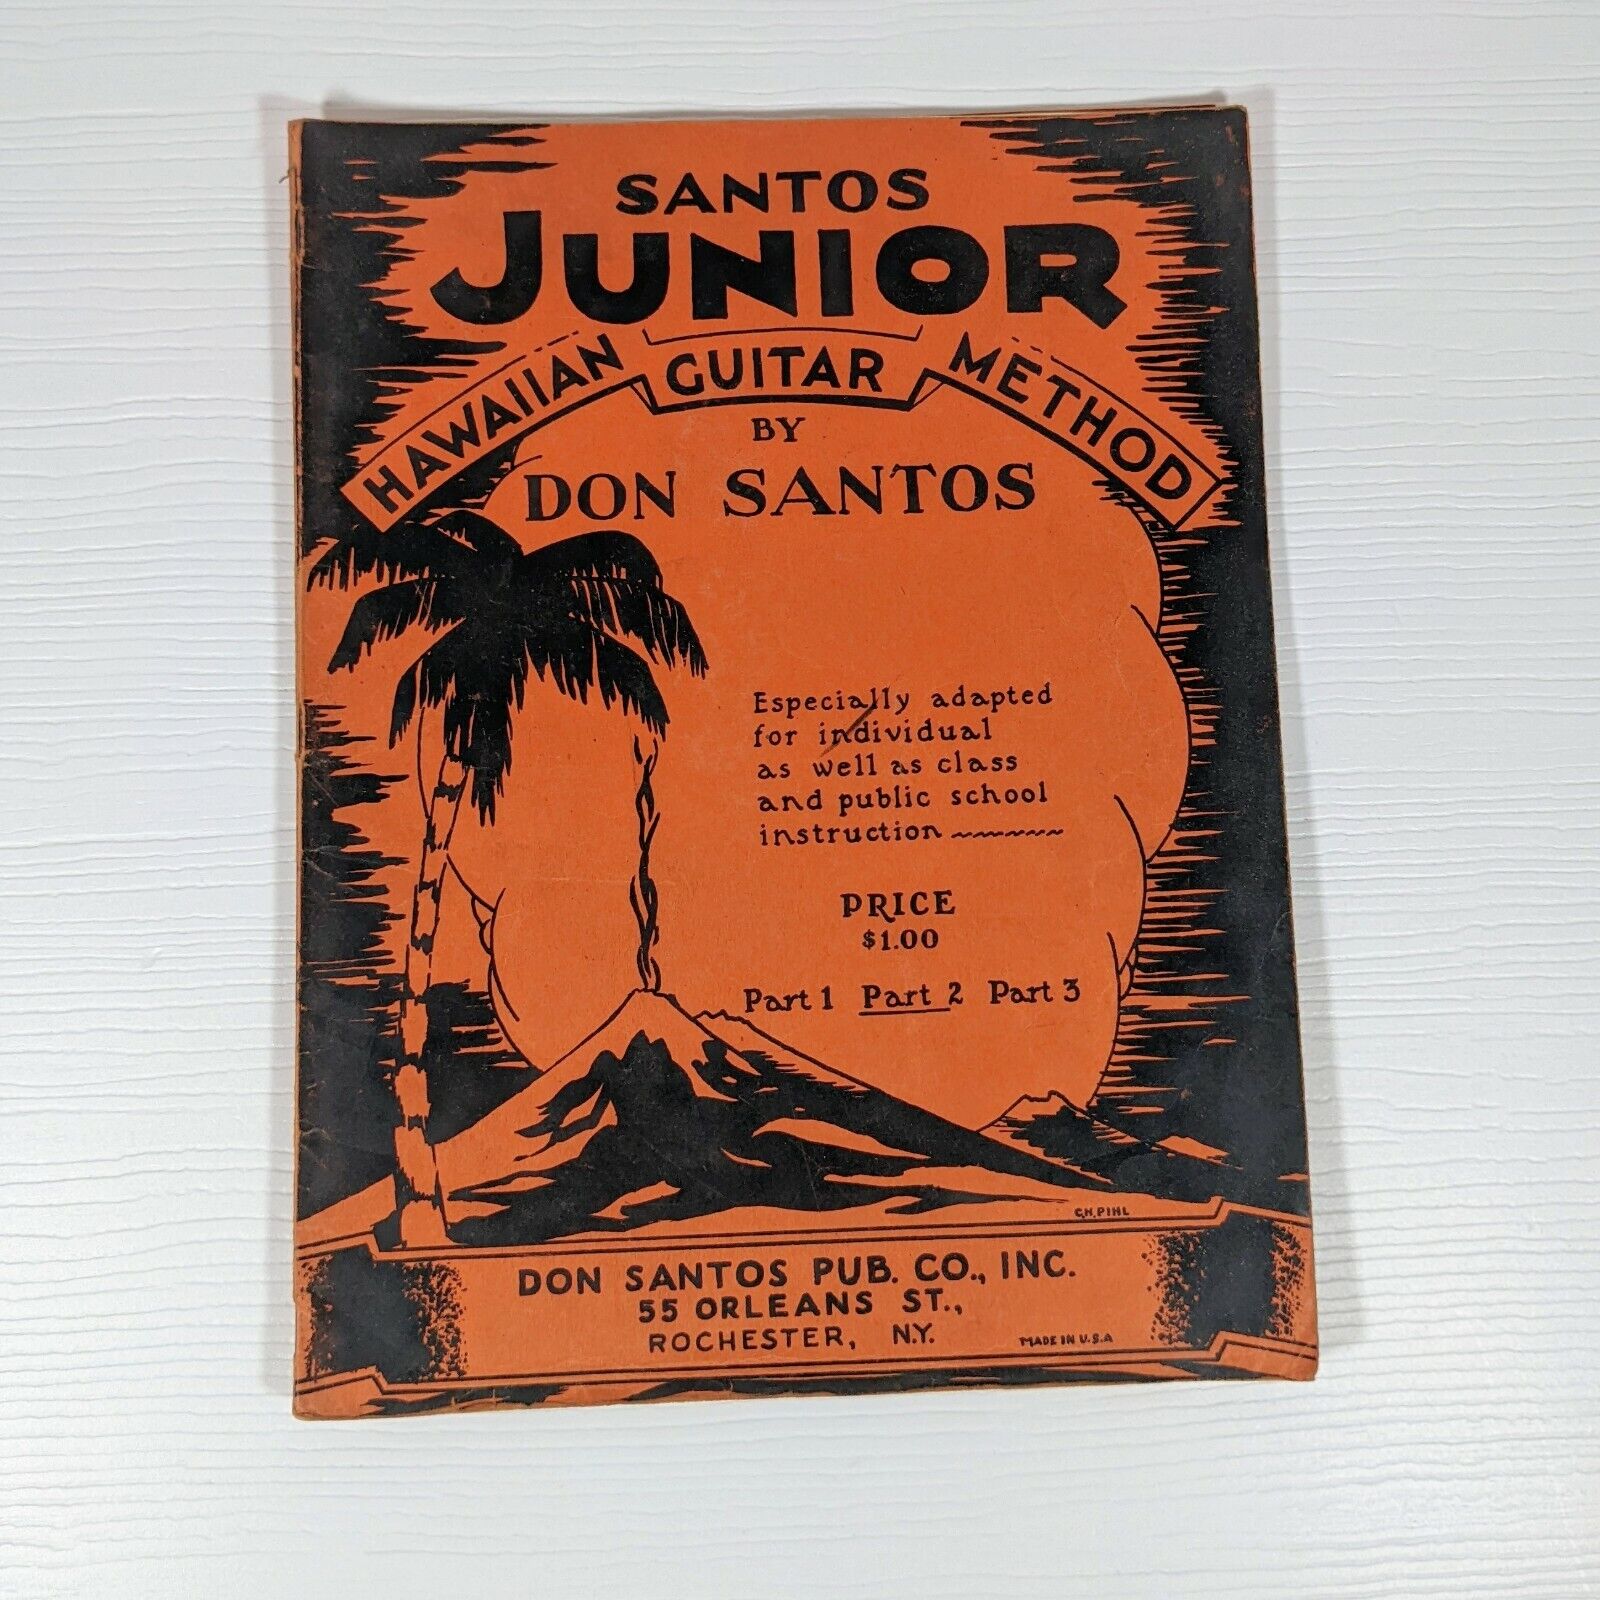 SANTOS
JUNIOR
HAWAIIAN GUITAR METHOD
BY
DON SANTOS
Especially adapted
for individual
as well as class
and public school
instruction
PRICE
$1.00
Part 1 Part 2 Part 3
C.H. PIHL
DON SANTOS PUB. CO., INC.
55 ORLEANS ST.,
ROCHESTER, N.Y.
MADE IN U.S.A